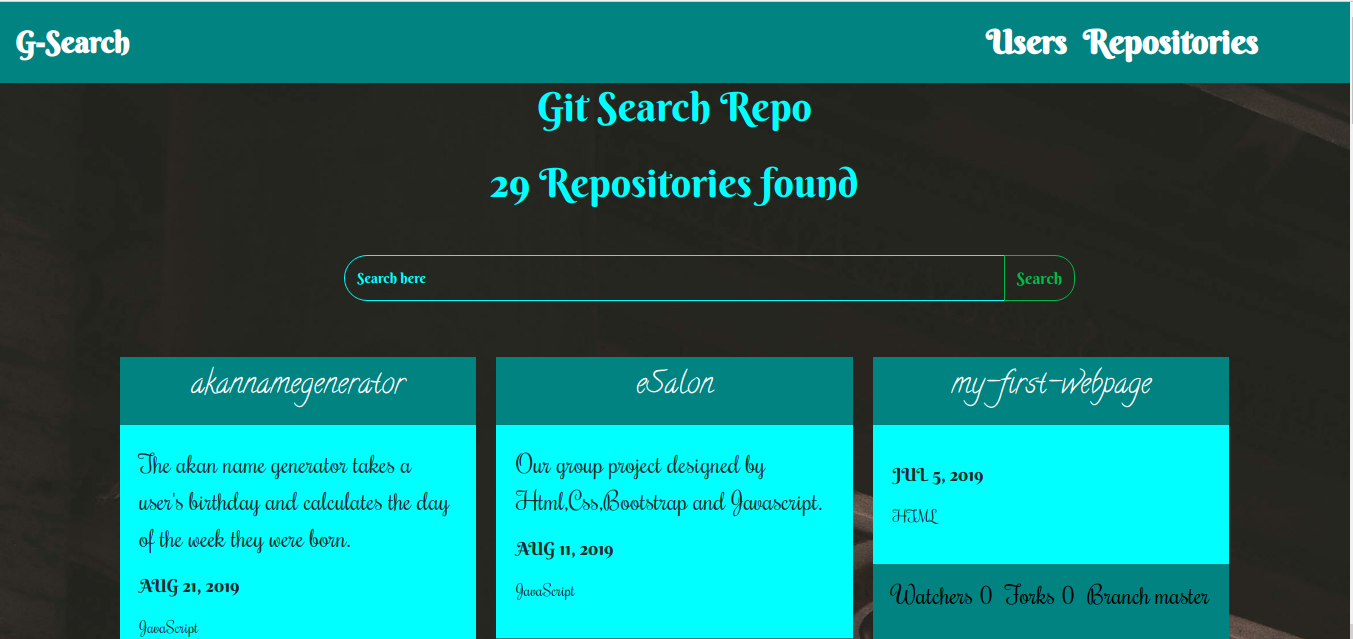 G-Search
Users Repositories
Git Search Repo
29 Repositories found
Search here
Search
akannamegenerator
The akan name generator takes a
user's birthday and calculates the day
of the week they were born.
AUG 21, 2019
JavaScript
eSalon
Our group project designed by
Html,Css,Bootstrap and Javascript.
AUG 11, 2019
JavaScript
my-first-webpage
JUL 5, 2019
HTML
Watchers 0 Forks 0 Branch master